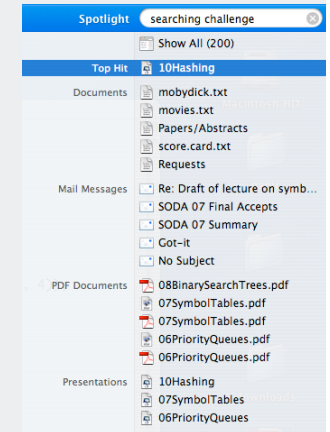 Spotlight searching challenge
Show All (200)
Top Hit 10Hashing
Documents mobydick.txt
movies.txt
Papers/Abstracts
score.card.txt
Requests
Mail Messages Re: Draft of lecture on symb...
SODA 07 Final Accepts
SODA 07 Summary
Got-it
No Subject
PDF Documents 08BinarySearchTrees.pdf
07SymbolTables.pdf
07SymbolTables.pdf
06PriorityQueues.pdf
06PriorityQueues.pdf
Presentations 10Hashing
07SymbolTables
06PriorityQueues